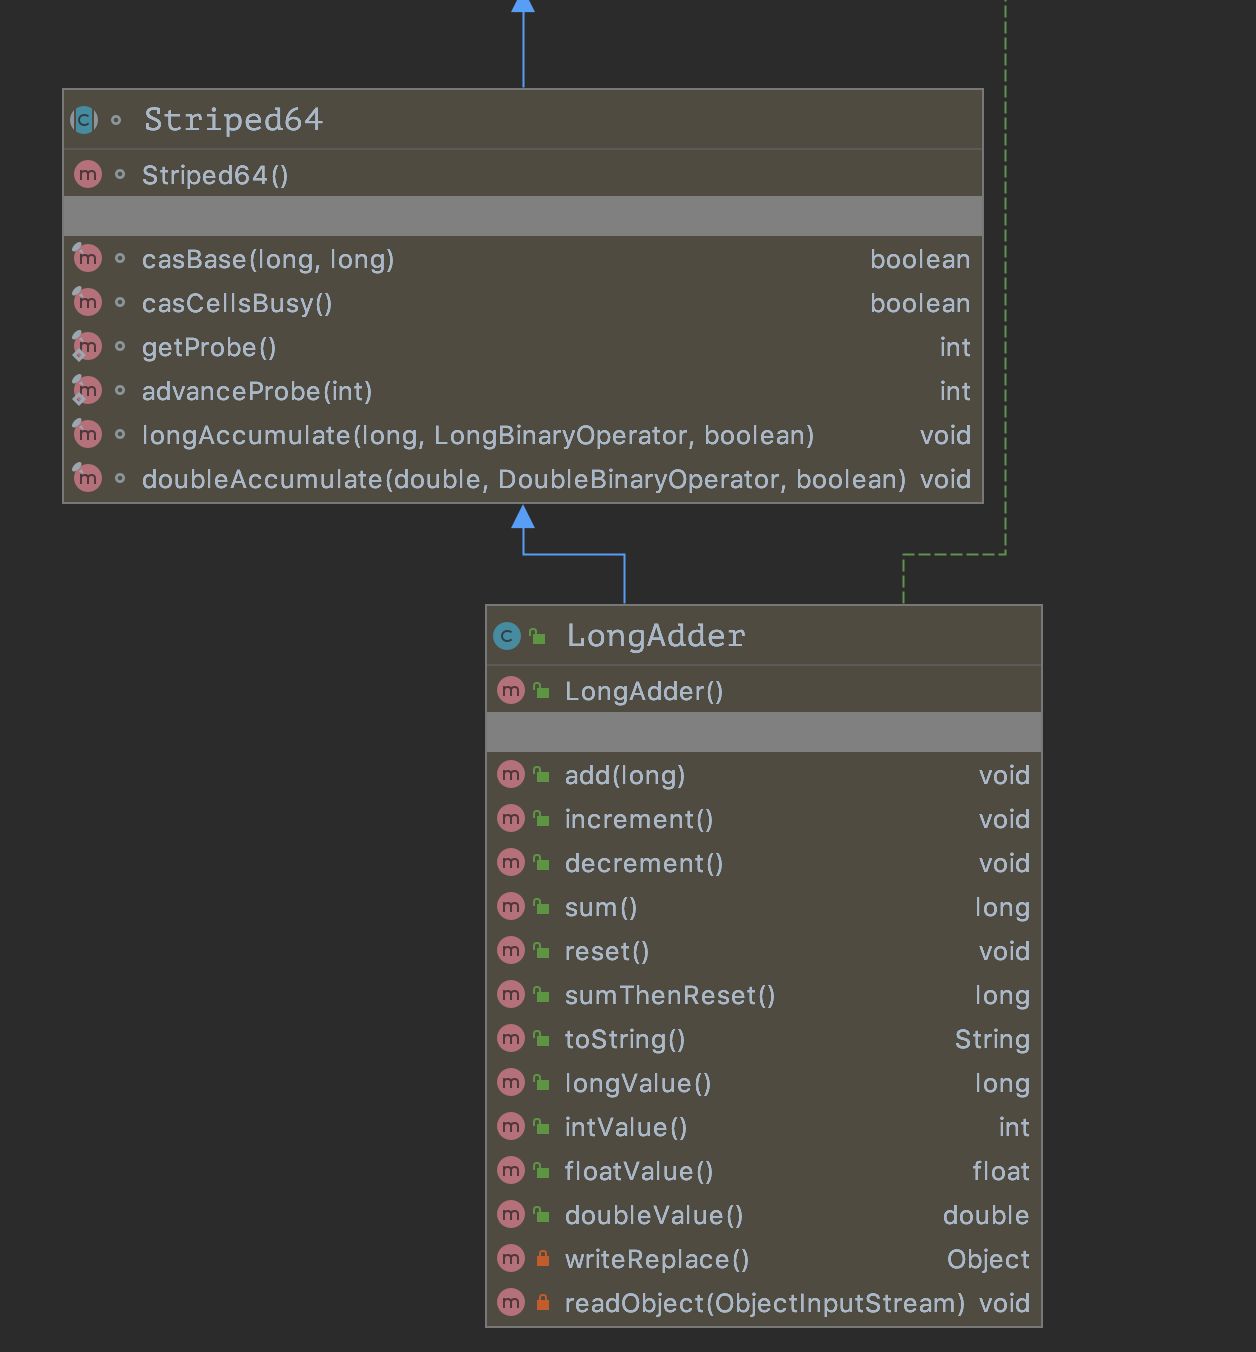 Striped64
Striped64()
casBase(long, long) boolean
casCellsBusy() boolean
getProbe() int
advanceProbe(int) int
longAccumulate(long, LongBinaryOperator, boolean) void
doubleAccumulate(double, DoubleBinaryOperator, boolean) void
LongAdder
LongAdder()
add(long) void
increment() void
decrement() void
sum() long
reset() void
sumThenReset() long
toString() String
longValue() long
intValue() int
floatValue() float
doubleValue() double
writeReplace() Object
readObject(ObjectInputStream) void